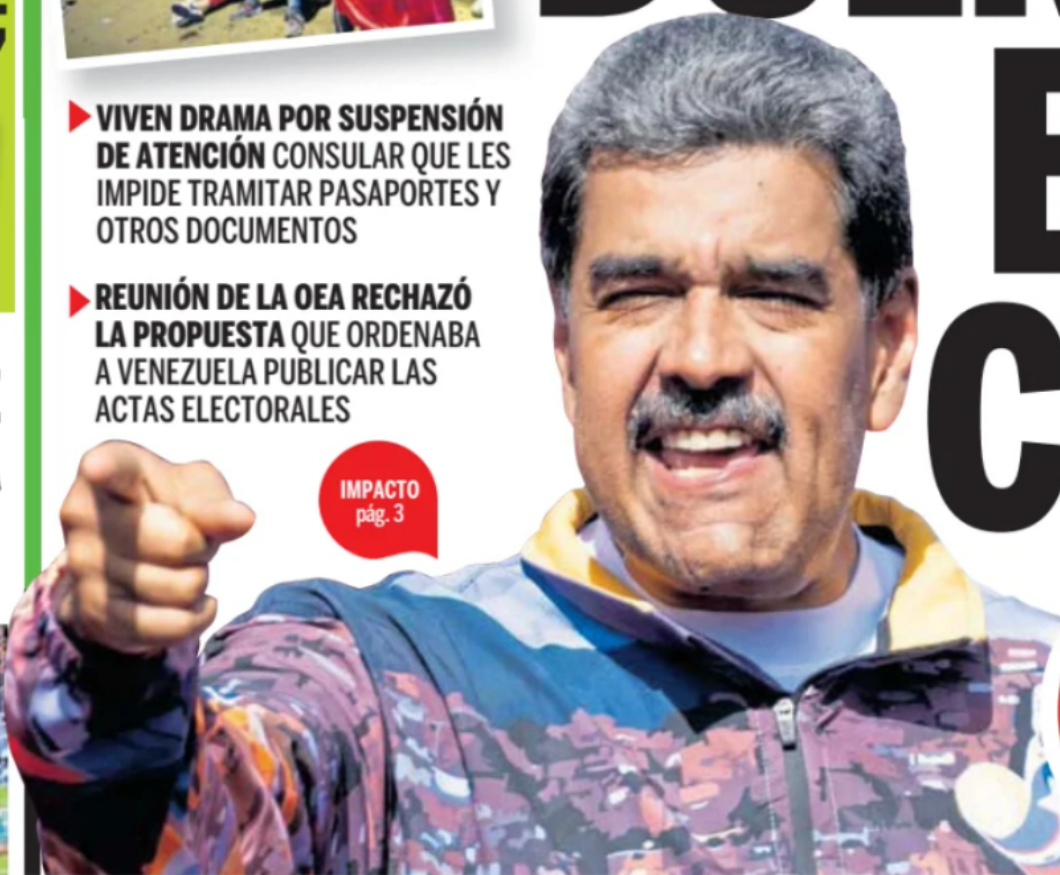 VIVEN DRAMA POR SUSPENSIÓN
DE ATENCIÓN CONSULAR QUE LES
IMPIDE TRAMITAR PASAPORTES Y
OTROS DOCUMENTOS
REUNIÓN DE LA OEA RECHAZÓ
LA PROPUESTA QUE ORDENABA
A VENEZUELA PUBLICAR LAS
ACTAS ELECTORALES
IMPACTO
pág. 3
E
C